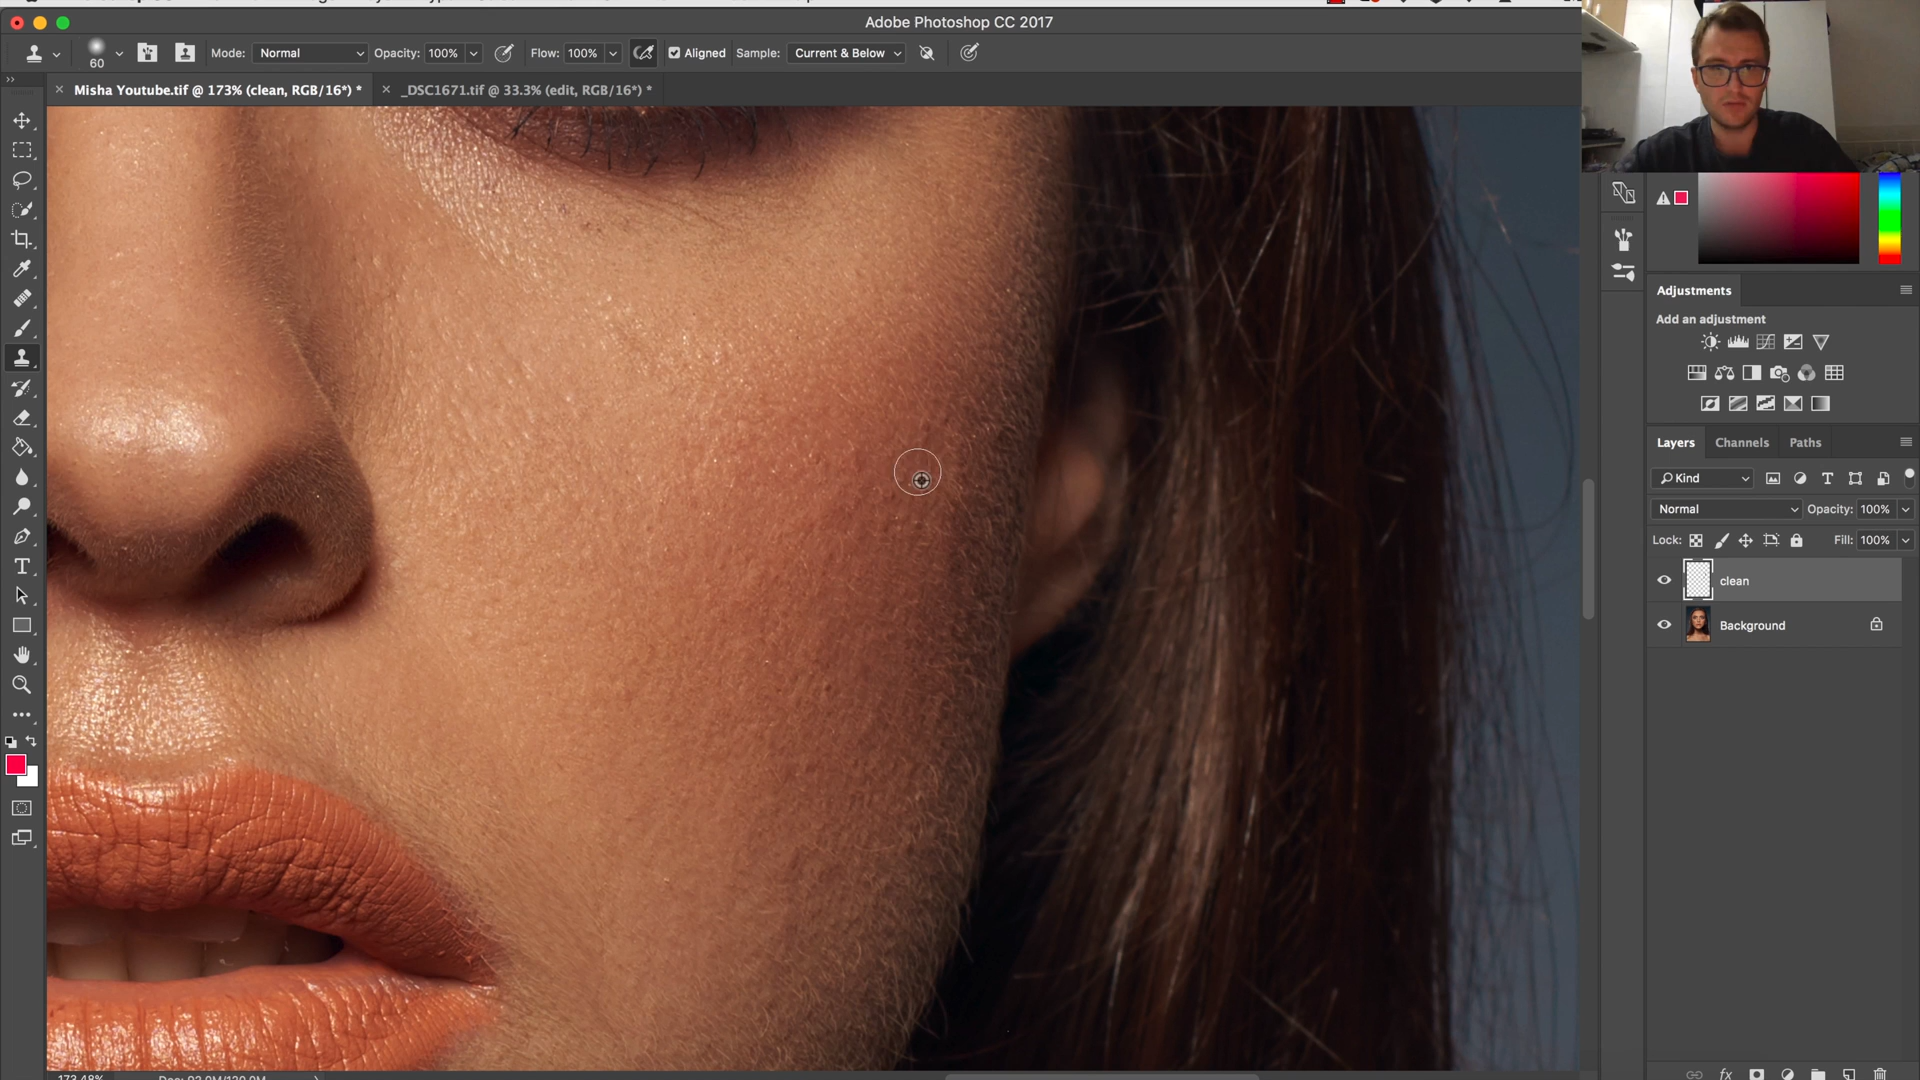 Adobe Photoshop CC 2017
60
Mode: Normal
Opacity: 100%
Flow: 100%
Aligned
Sample: Current & Below
× Misha Youtube.tif @ 173% (clean, RGB/16*) *
× _DSC1671.tif @ 33.3% (edit, RGB/16*) *
Adjustments
Add an adjustment
Layers Channels Paths
Kind
Normal
Opacity: 100%
Lock:
Fill: 100%
clean
Background
fx